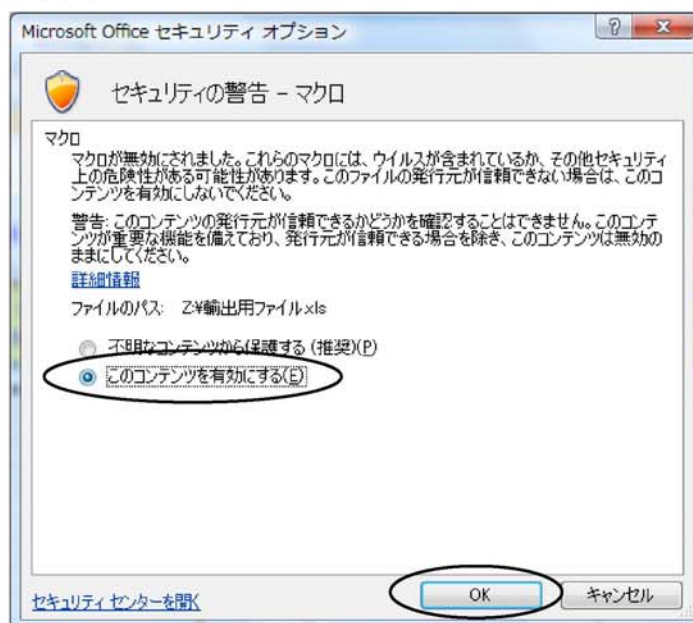 Microsoft Office セキュリティ オプション
セキュリティの警告 - マクロ
マクロ
マクロが無効にされました。これらのマクロには、ウイルスが含まれているか、その他セキュリティ
上の危険性がある可能性があります。このファイルの発行元が信頼できない場合は、このコ
ンテンツを有効にしないでください。
警告: このコンテンツの発行元が信頼できるかどうかを確認することはできません。このコンテ
ンツが重要な機能を備えており、発行元が信頼できる場合を除き、このコンテンツは無効の
ままにしてください。
詳細情報
ファイルのパス: Z:¥輸出用ファイル.xls
不明なコンテンツから保護する (推奨)(P)
このコンテンツを有効にする(E)
セキュリティ センターを開く
OK
キャンセル